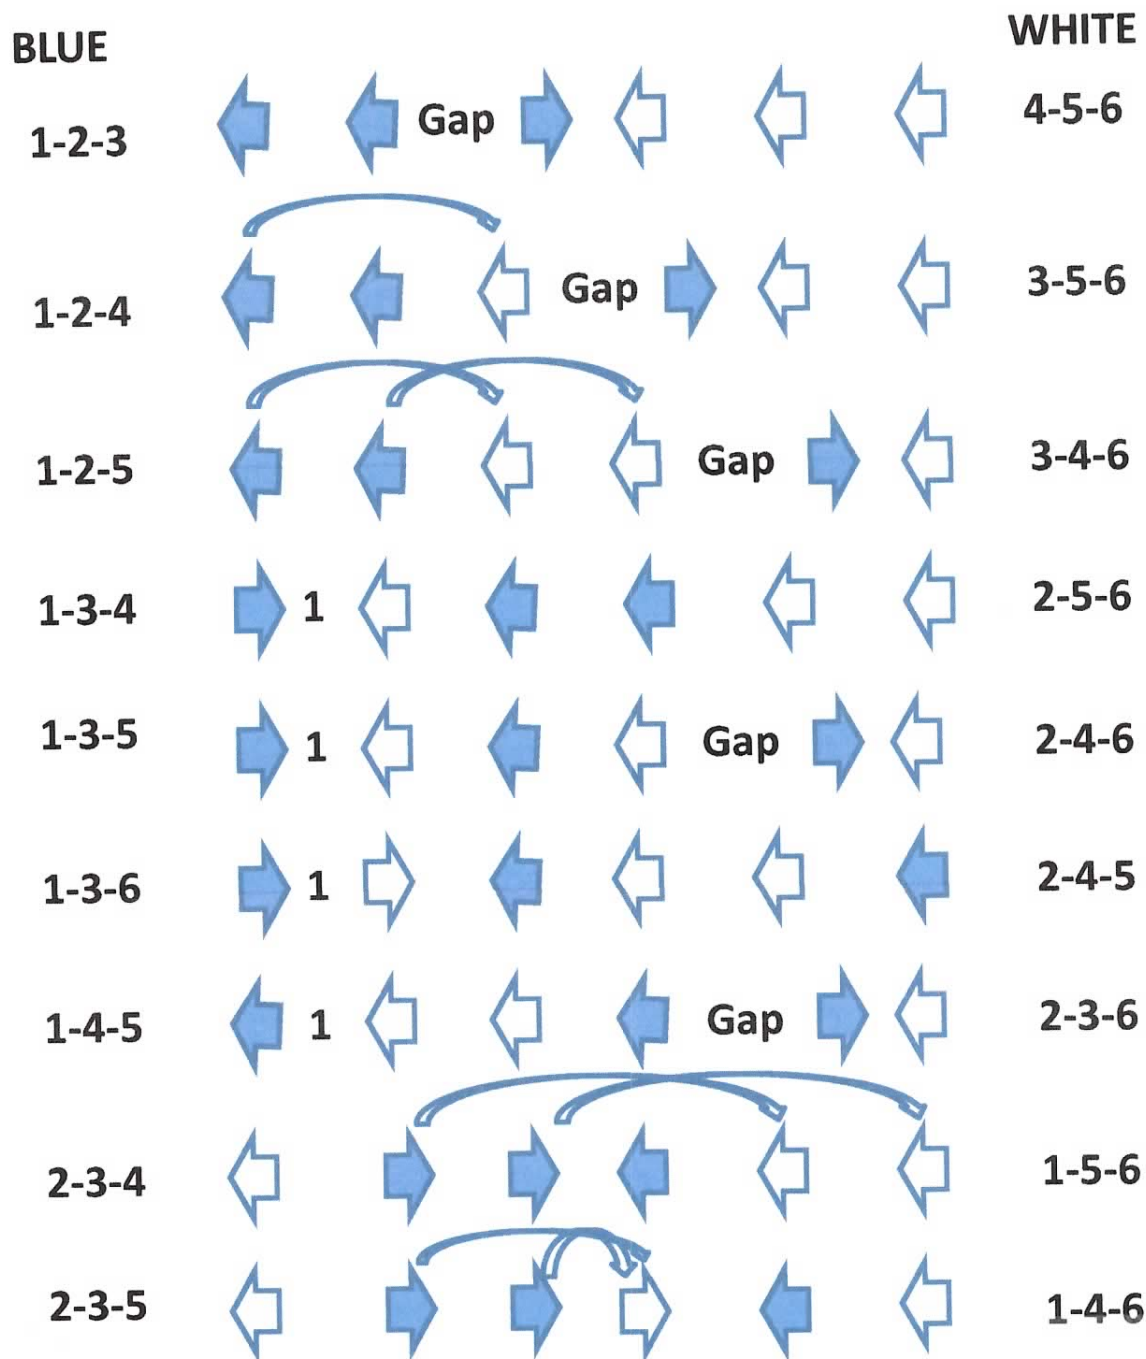 BLUE WHITE
1-2-3 Gap 4-5-6
1-2-4 Gap 3-5-6
1-2-5 Gap 3-4-6
1-3-4 1 2-5-6
1-3-5 1 Gap 2-4-6
1-3-6 1 2-4-5
1-4-5 1 Gap 2-3-6
2-3-4 1-5-6
2-3-5 1-4-6